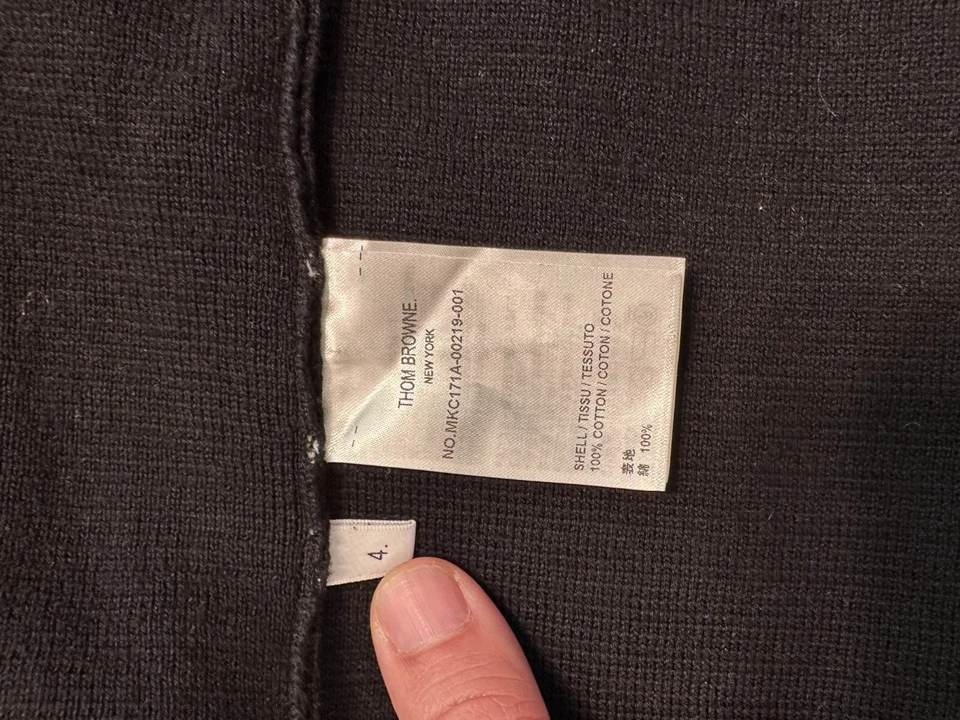 THOM BROWNE.
NEW YORK
NO.MKC171A-00219-001
SHELL / TISSU / TESSUTO
100% COTTON / COTON / COTONE
表地
綿 100%
4.